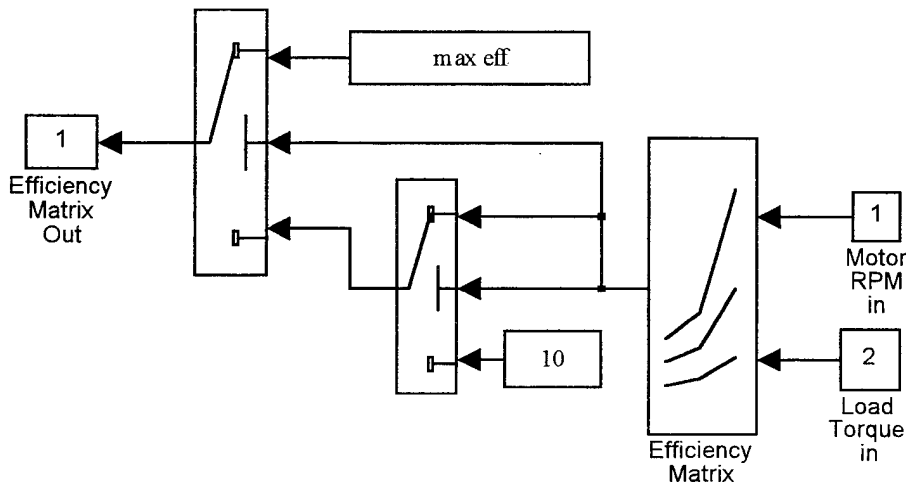 max eff
1
Efficiency
Matrix
Out
1
Motor
RPM
in
10
2
Load
Torque
in
Efficiency
Matrix